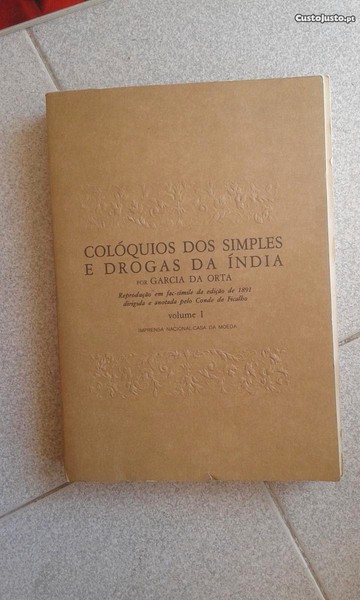 CustoJusto.pt
COLÓQUIOS DOS SIMPLES
E DROGAS DA ÍNDIA
POR GARCIA DA ORTA
Reprodução em fac-símile da edição de 1891
dirigida e anotada pelo Conde de Ficalho
volume I
IMPRENSA NACIONAL-CASA DA MOEDA